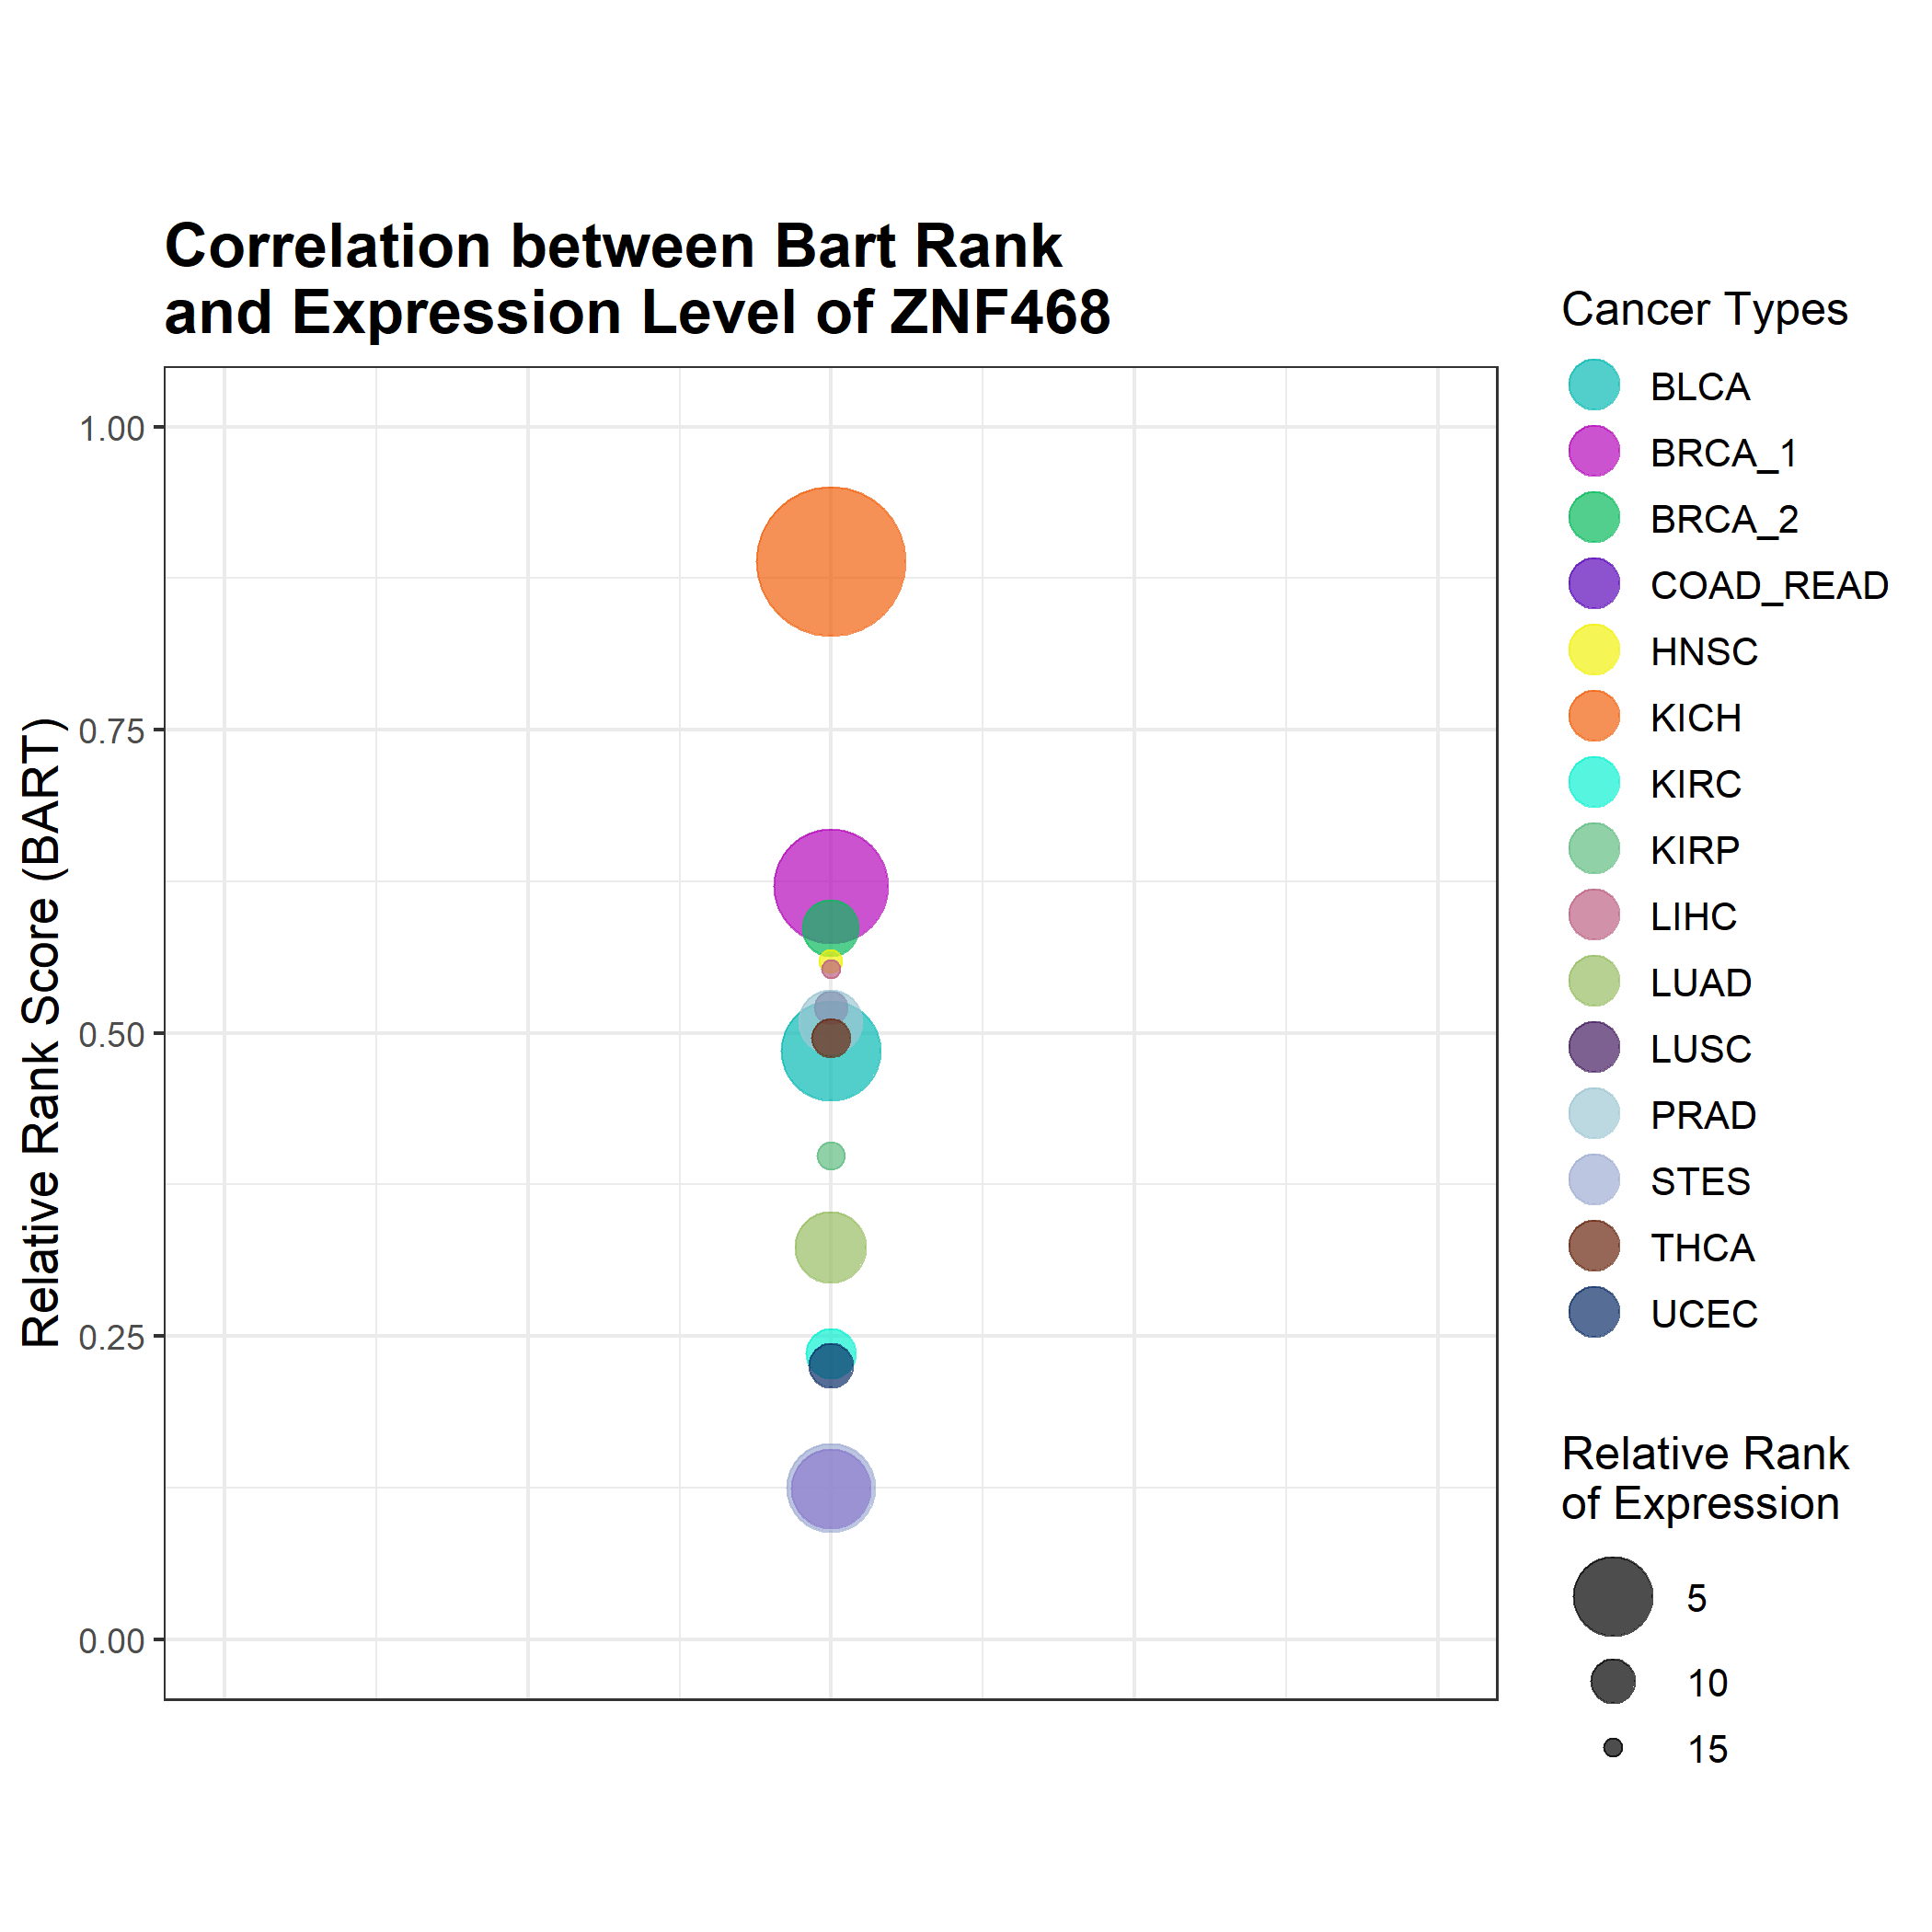 Correlation between Bart Rank
and Expression Level of ZNF468
Relative Rank Score (BART)
1.00
0.75
0.50
0.25
0.00
Cancer Types
BLCA
BRCA_1
BRCA_2
COAD_READ
HNSC
KICH
KIRC
KIRP
LIHC
LUAD
LUSC
PRAD
STES
THCA
UCEC
Relative Rank
of Expression
5
10
15